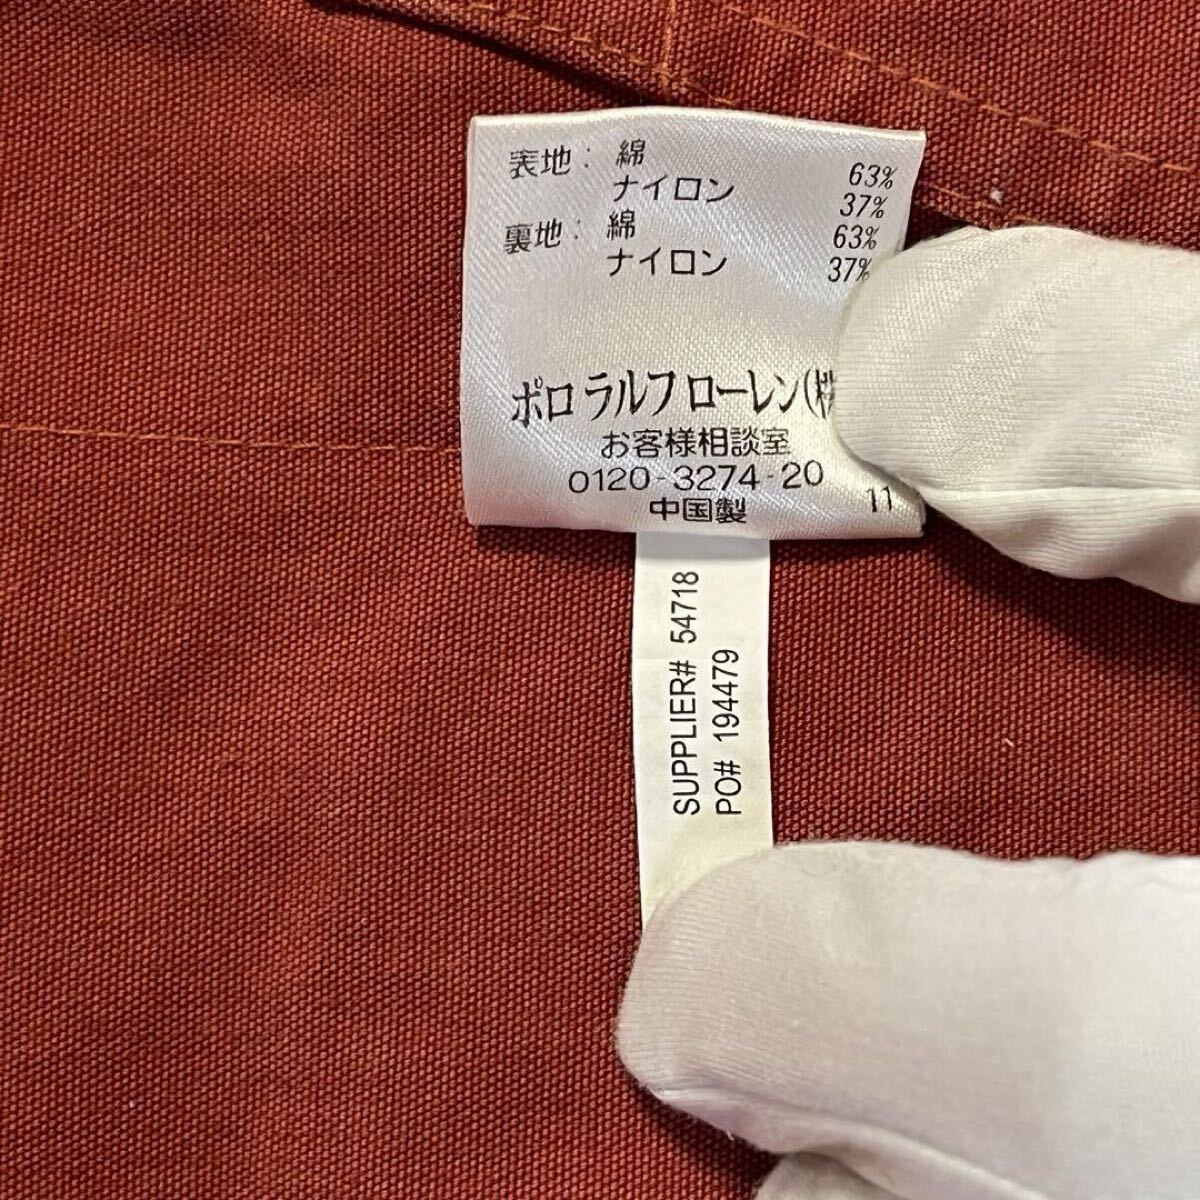 表地: 綿 63%
ナイロン 37%
裏地: 綿 63%
ナイロン 37%
ポロ ラルフ ローレン(株
お客様相談室
0120-3274-20
中国製
11
SUPPLIER# 54718
PO# 194479